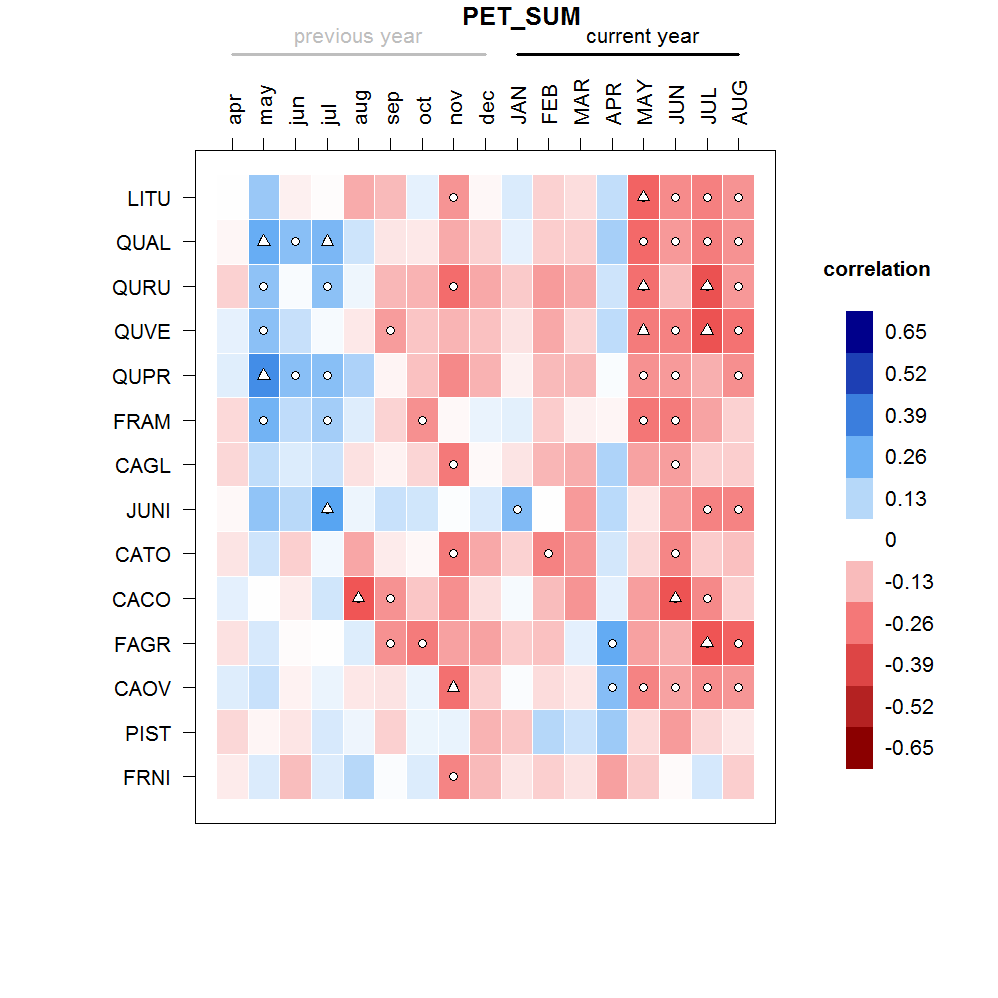 PET_SUM
previous year current year
apr may jun jul aug sep oct nov dec JAN FEB MAR APR MAY JUN JUL AUG
LITU
QUAL
QURU
QUVE
QUPR
FRAM
CAGL
JUNI
CATO
CACO
FAGR
CAOV
PIST
FRNI
correlation
0.65
0.52
0.39
0.26
0.13
0
-0.13
-0.26
-0.39
-0.52
-0.65